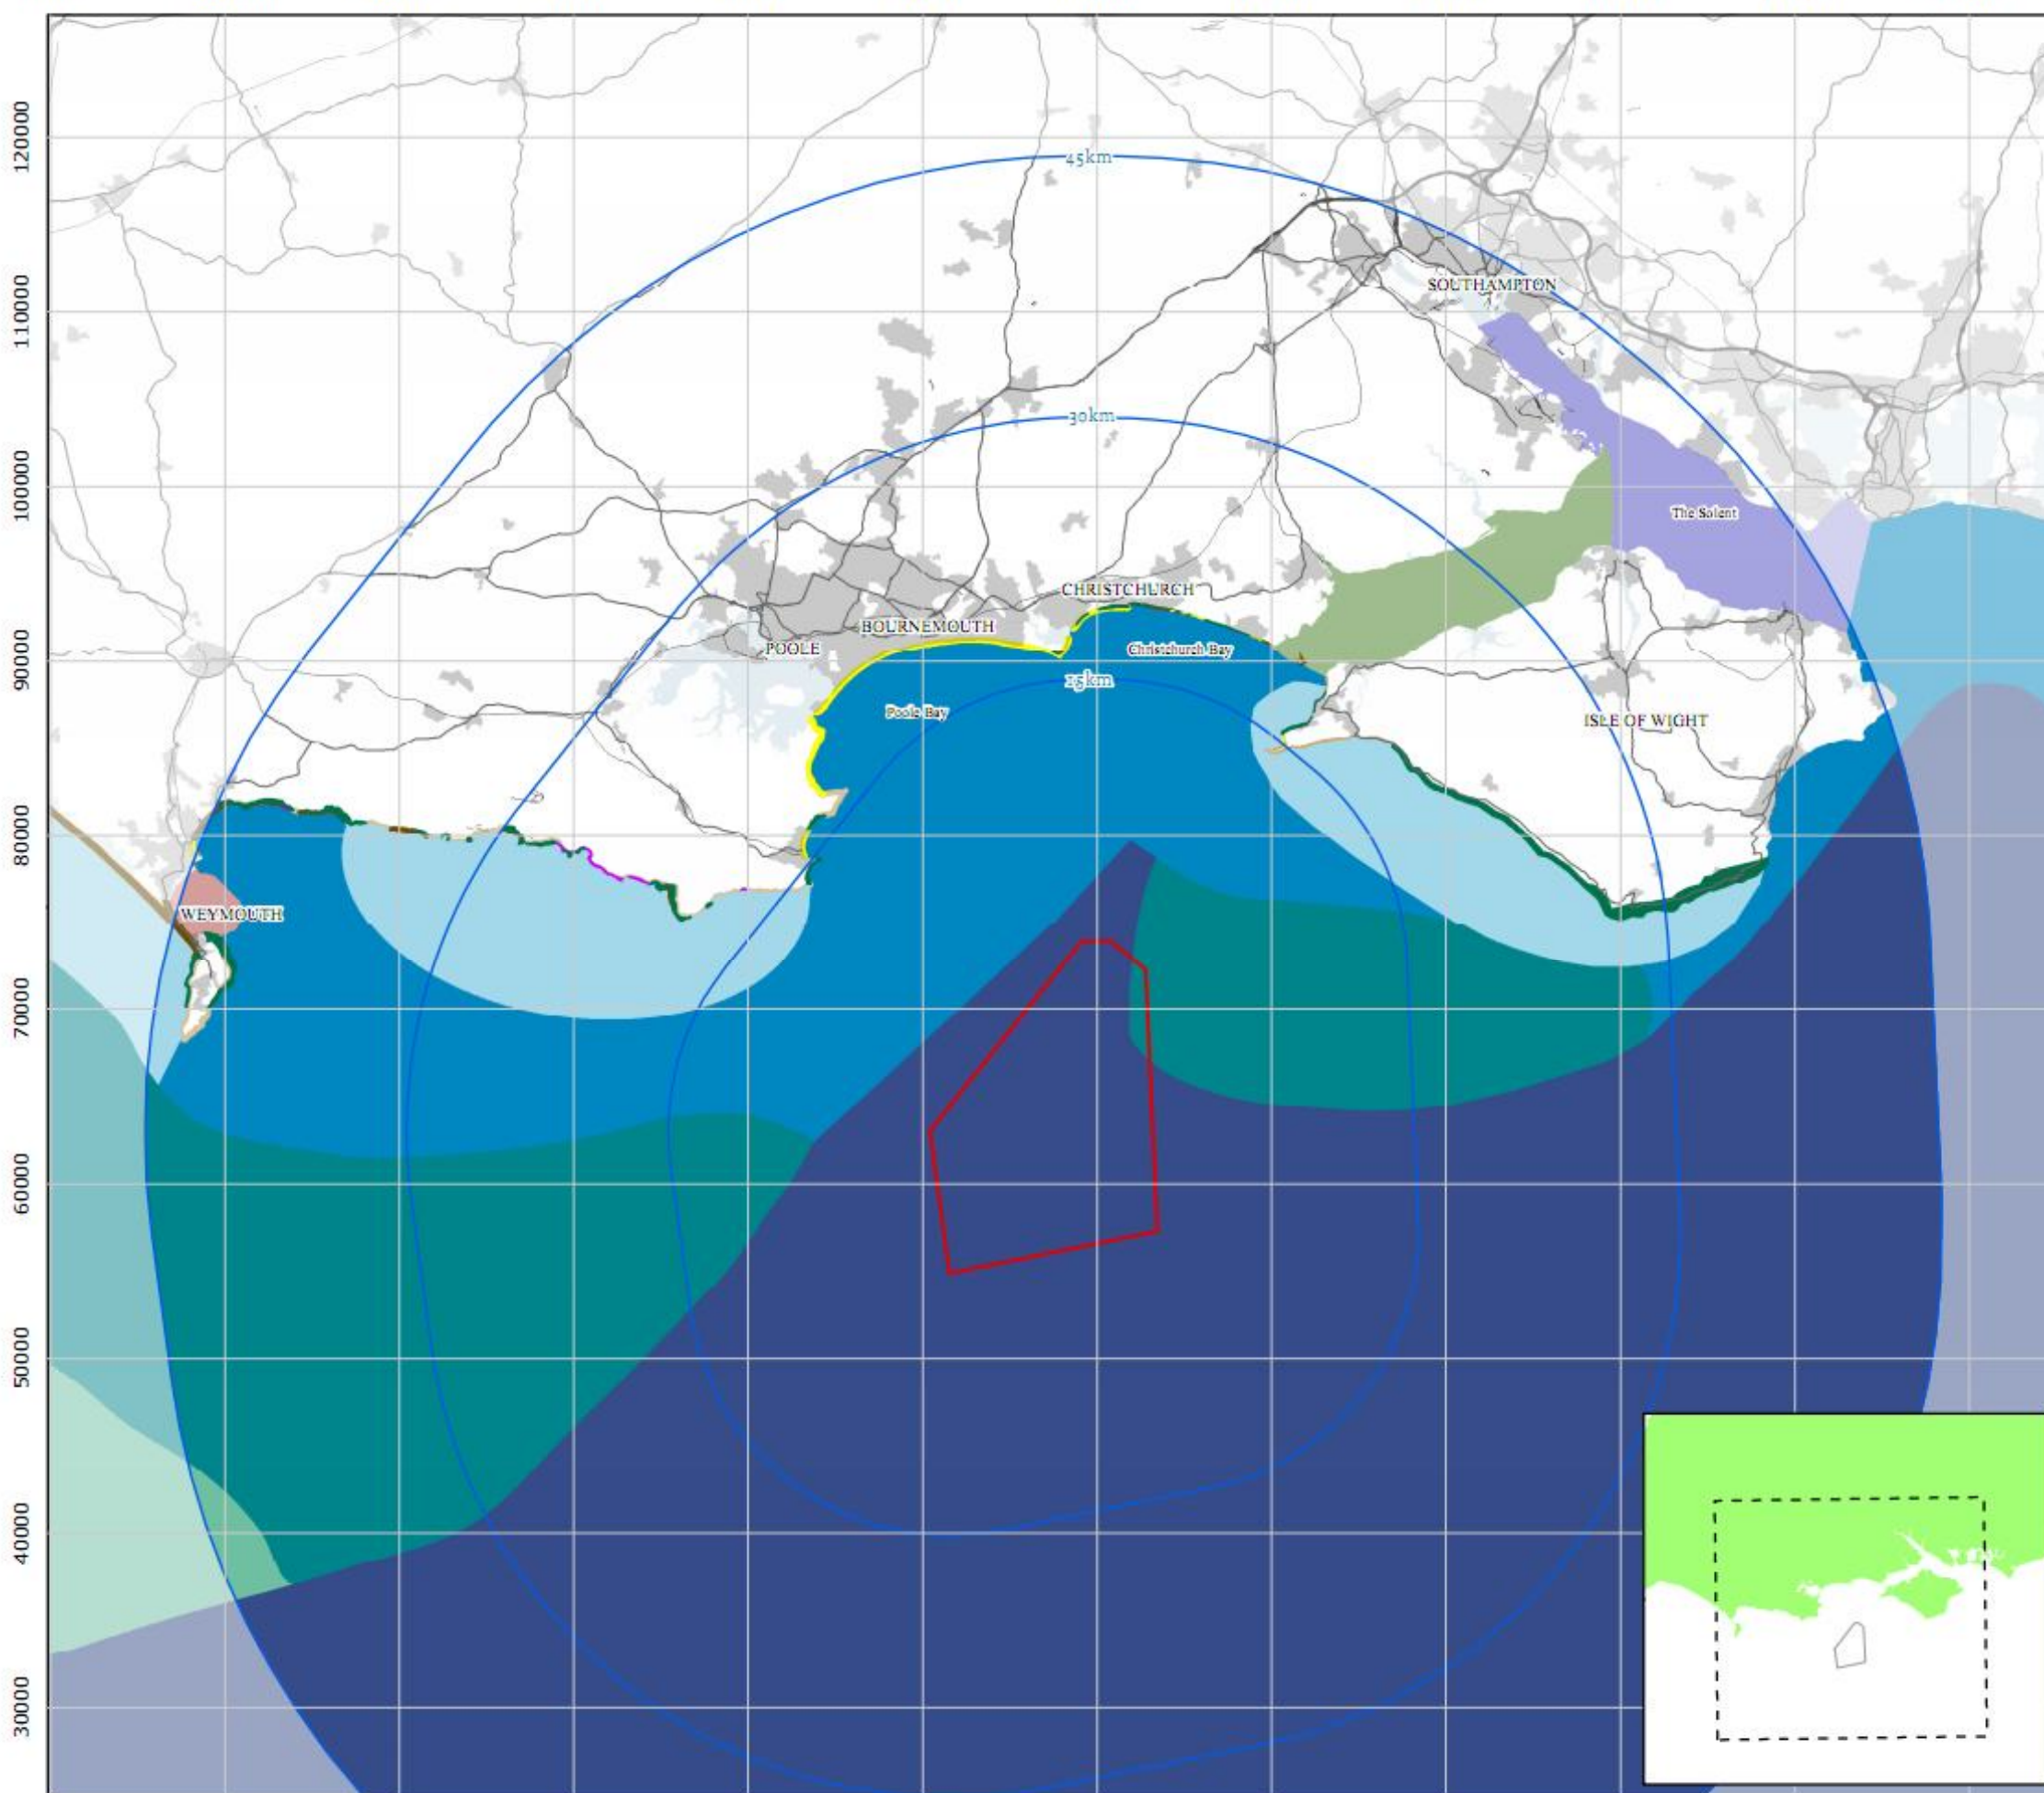 120000
45km
SOUTHAMPTON
110000
30km
100000
The Solent
CHRISTCHURCH
BOURNEMOUTH
POOLE
Christchurch Bay
90000
15km
Poole Bay
ISLE OF WIGHT
80000
WEYMOUTH
70000
60000
50000
40000
30000